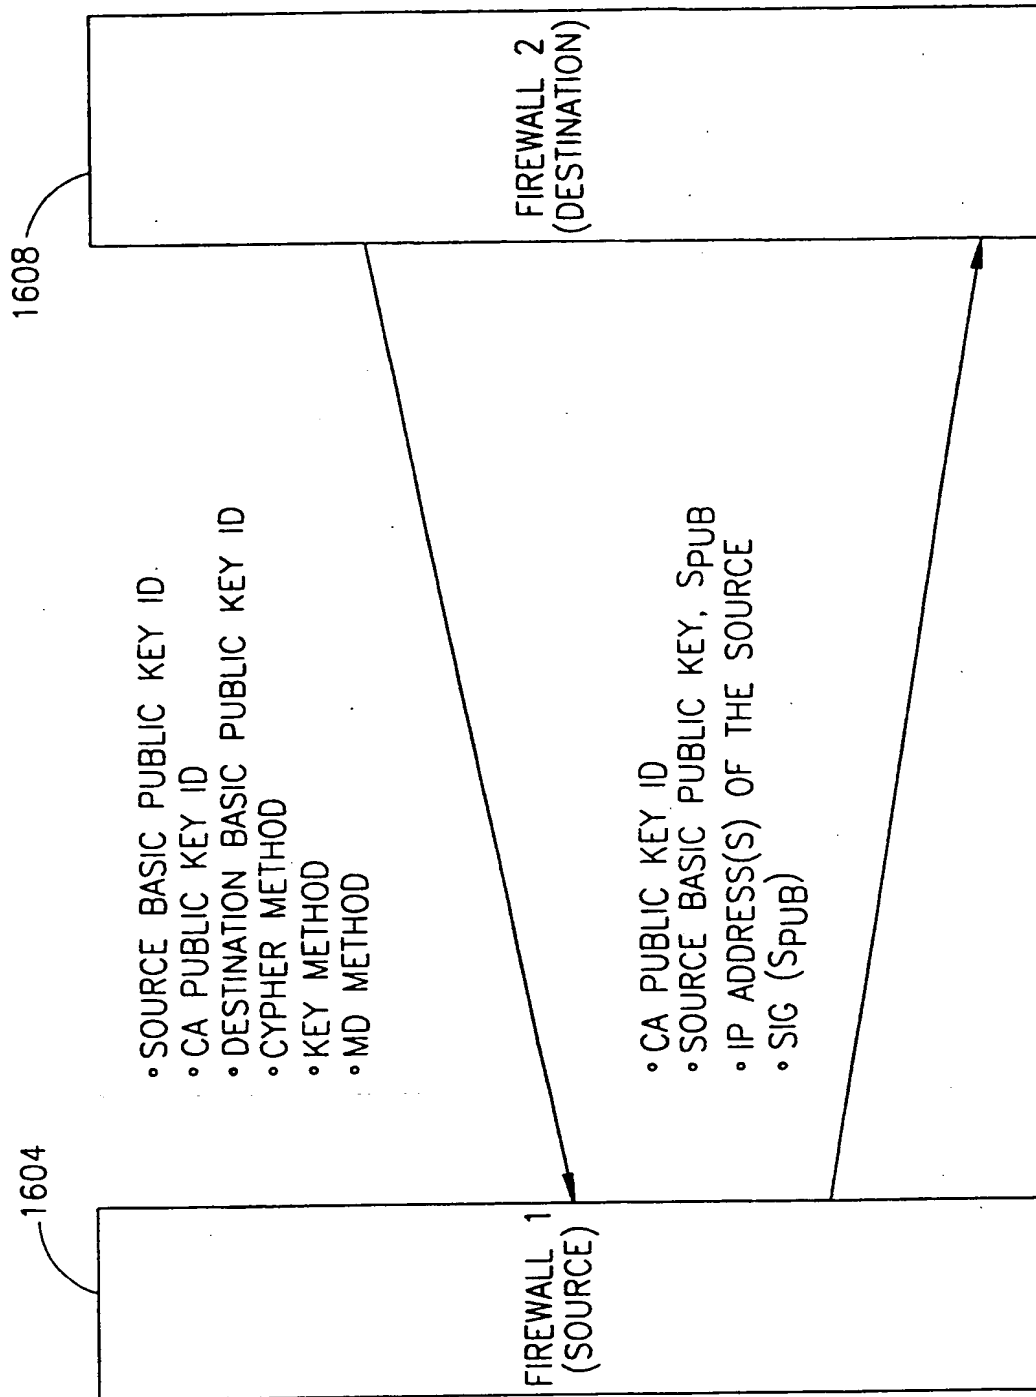 1604
1608
FIREWALL 1
(SOURCE)
• SOURCE BASIC PUBLIC KEY ID
• CA PUBLIC KEY ID
• DESTINATION BASIC PUBLIC KEY ID
• CYPHER METHOD
• KEY METHOD
• MD METHOD
• CA PUBLIC KEY ID
• SOURCE BASIC PUBLIC KEY, SPUB
• IP ADDRESS(S) OF THE SOURCE
• SIG (SPUB)
FIREWALL 2
(DESTINATION)